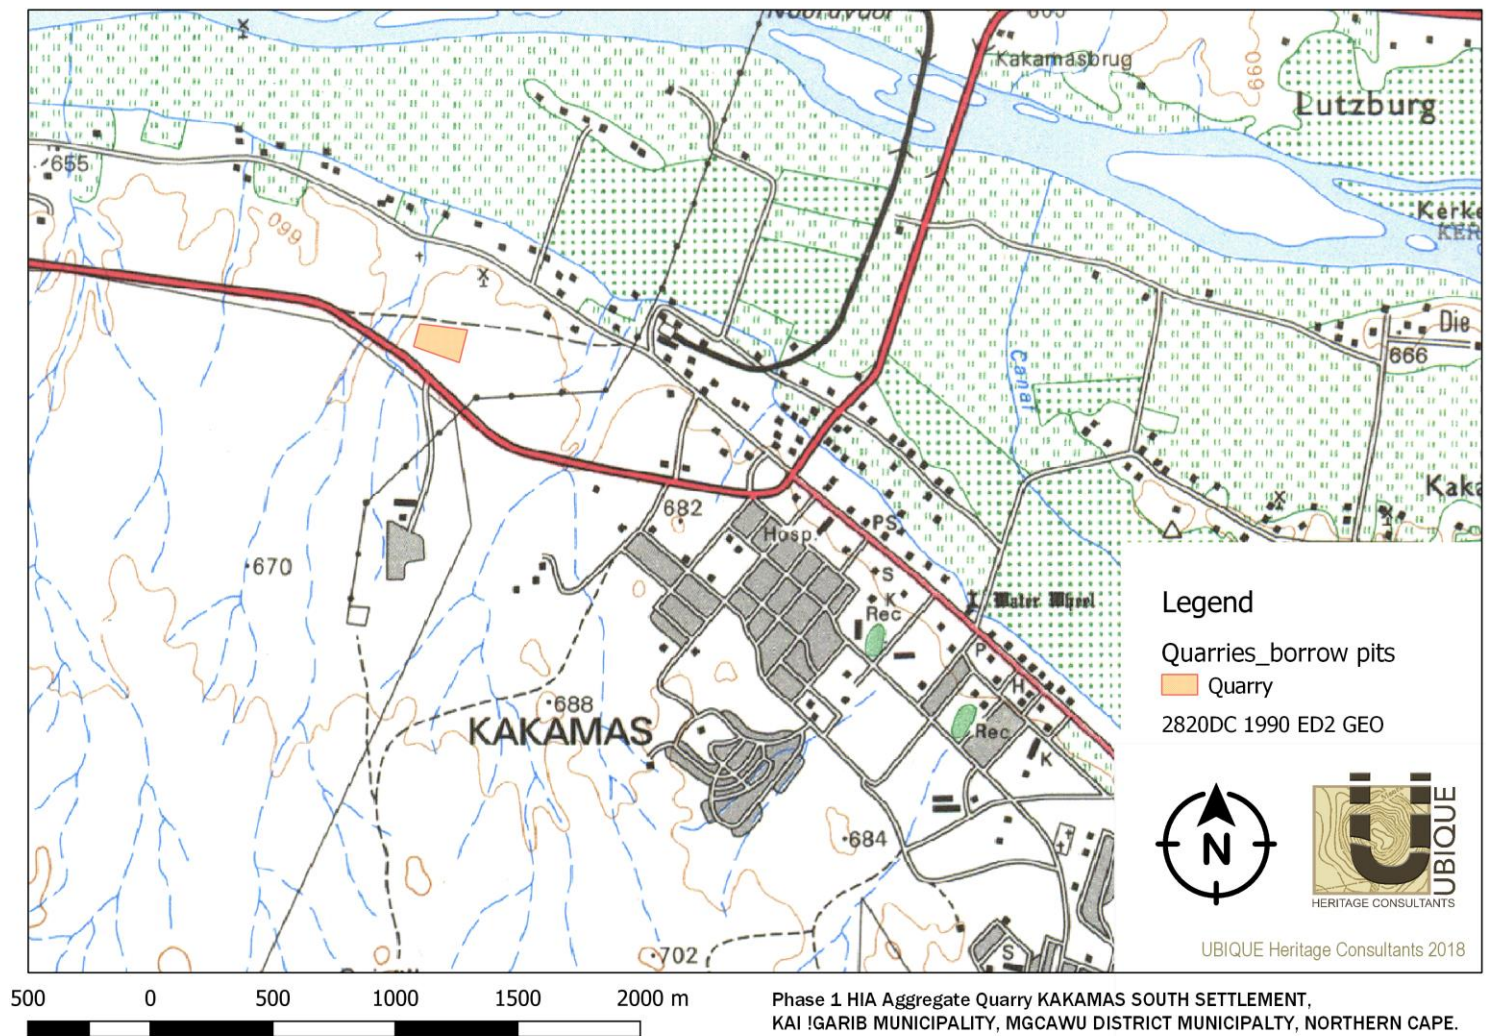 Kakamasbrug
660
Lutzburg
655
660
Kerke
KER
Die
666
Canal
Kaka
682
Hosp.
PS
670
S
K
Rec
Water Wheel
P
688
H
KAKAMAS
Rec
K
684
702
S
Legend
Quarries_borrow pits
Quarry
2820DC 1990 ED2 GEO
N
UBIQUE
HERITAGE CONSULTANTS
UBIQUE Heritage Consultants 2018
500 0 500 1000 1500 2000 m
Phase 1 HIA Aggregate Quarry KAKAMAS SOUTH SETTLEMENT,
KAI !GARIB MUNICIPALITY, MGCAWU DISTRICT MUNICIPALTY, NORTHERN CAPE.